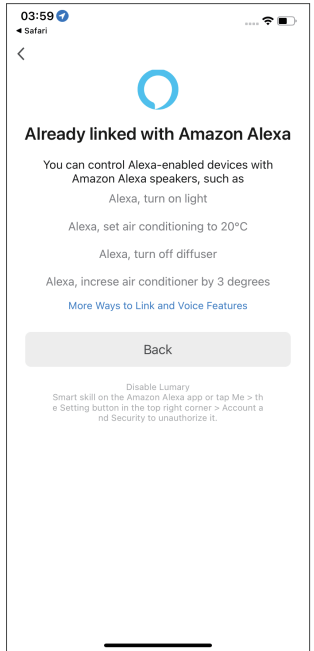 03:59
◀ Safari
Already linked with Amazon Alexa
You can control Alexa-enabled devices with
Amazon Alexa speakers, such as
Alexa, turn on light
Alexa, set air conditioning to 20°C
Alexa, turn off diffuser
Alexa, increse air conditioner by 3 degrees
More Ways to Link and Voice Features
Back
Disable Lumary
Smart skill on the Amazon Alexa app or tap Me > th
e Setting button in the top right corner > Account a
nd Security to unauthorize it.